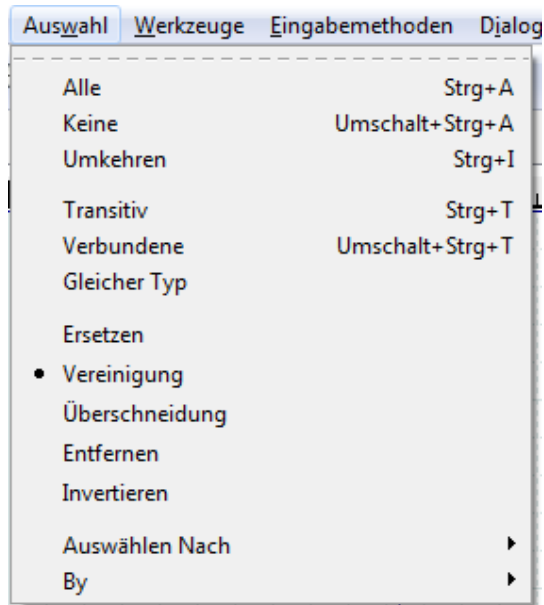 Auswahl Werkzeuge Eingabemethoden Dialog
Alle Strg+A
Keine Umschalt+Strg+A
Umkehren Strg+I
Transitiv Strg+T
Verbundene Umschalt+Strg+T
Gleicher Typ
Ersetzen
Vereinigung
Überschneidung
Entfernen
Invertieren
Auswählen Nach
By